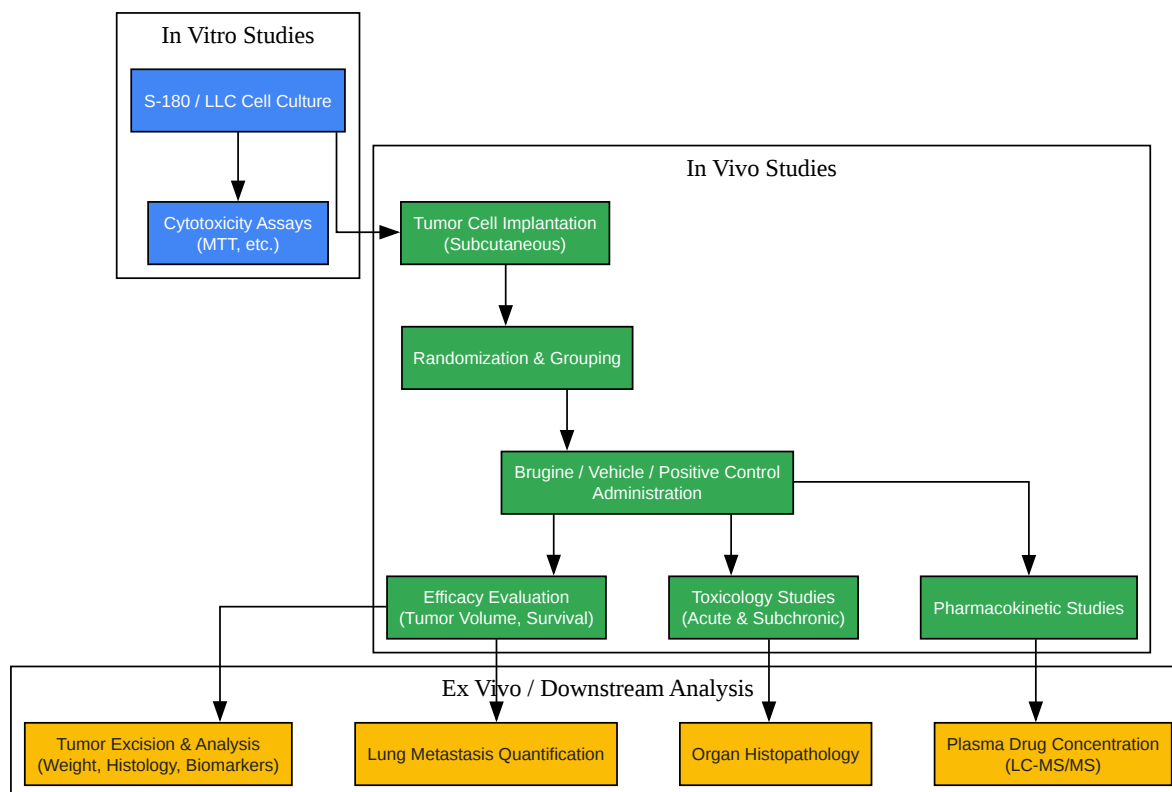 In Vitro Studies
S-180 / LLC Cell Culture
Cytotoxicity Assays
(MTT, etc.)
In Vivo Studies
Tumor Cell Implantation
(Subcutaneous)
Randomization & Grouping
Brugine / Vehicle / Positive Control
Administration
Efficacy Evaluation
(Tumor Volume, Survival)
Toxicology Studies
(Acute & Subchronic)
Pharmacokinetic Studies
Ex Vivo / Downstream Analysis
Tumor Excision & Analysis
(Weight, Histology, Biomarkers)
Lung Metastasis Quantification
Organ Histopathology
Plasma Drug Concentration
(LC-MS/MS)